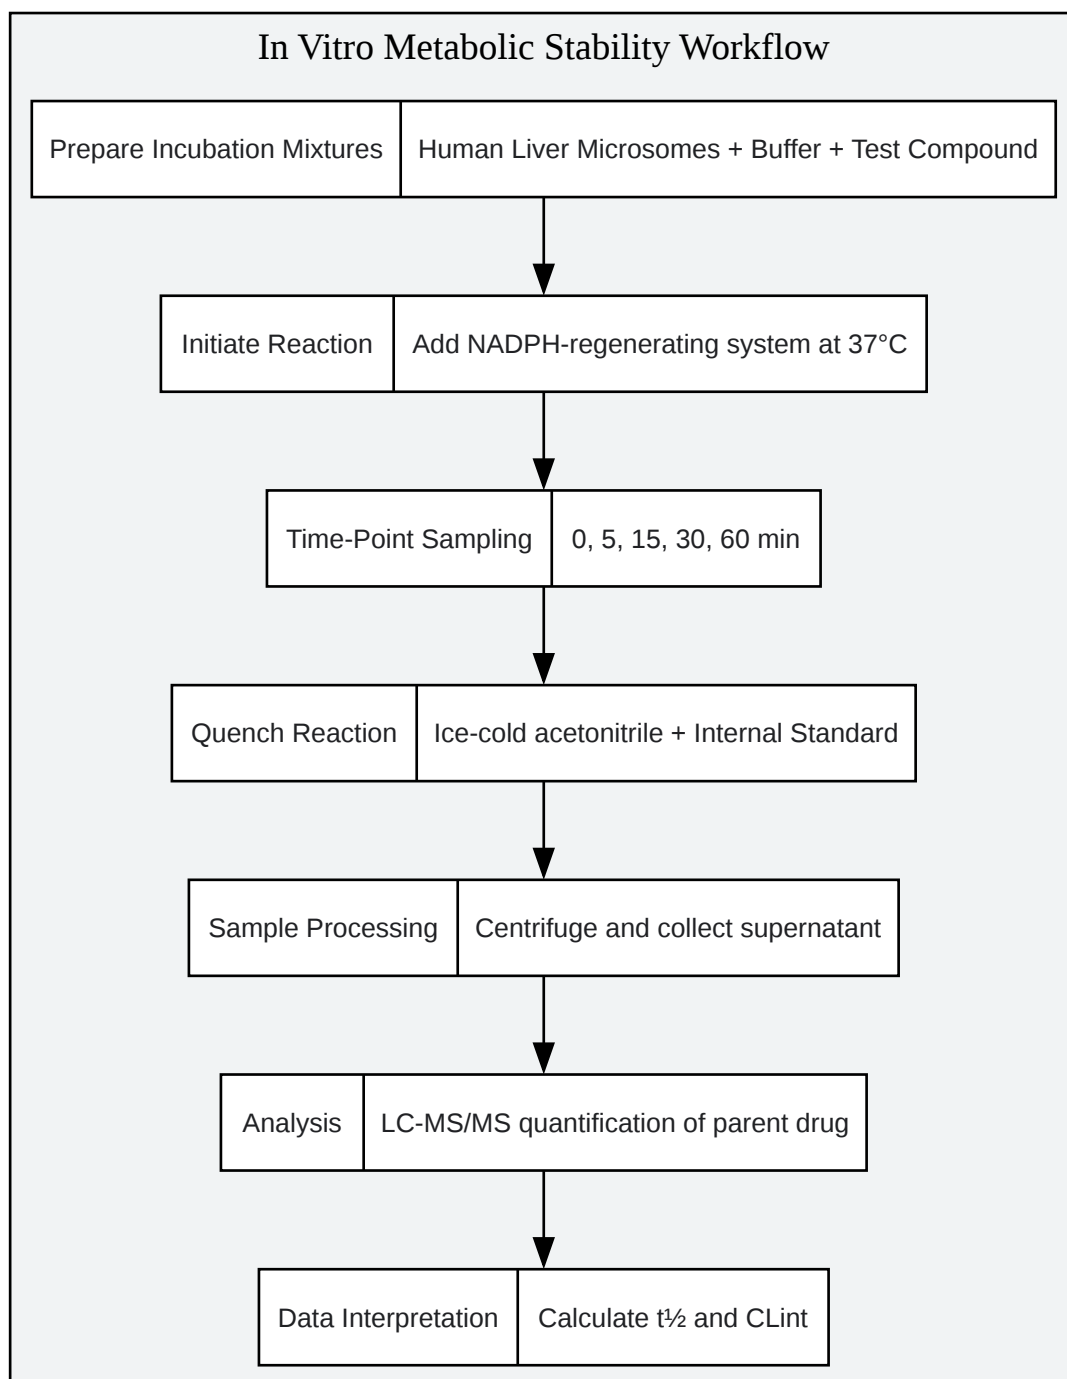 In Vitro Metabolic Stability Workflow
Prepare Incubation Mixtures
Human Liver Microsomes + Buffer + Test Compound
Initiate Reaction
Add NADPH-regenerating system at 37°C
Time-Point Sampling
0, 5, 15, 30, 60 min
Quench Reaction
Ice-cold acetonitrile + Internal Standard
Sample Processing
Centrifuge and collect supernatant
Analysis
LC-MS/MS quantification of parent drug
Data Interpretation
Calculate t½ and CLint